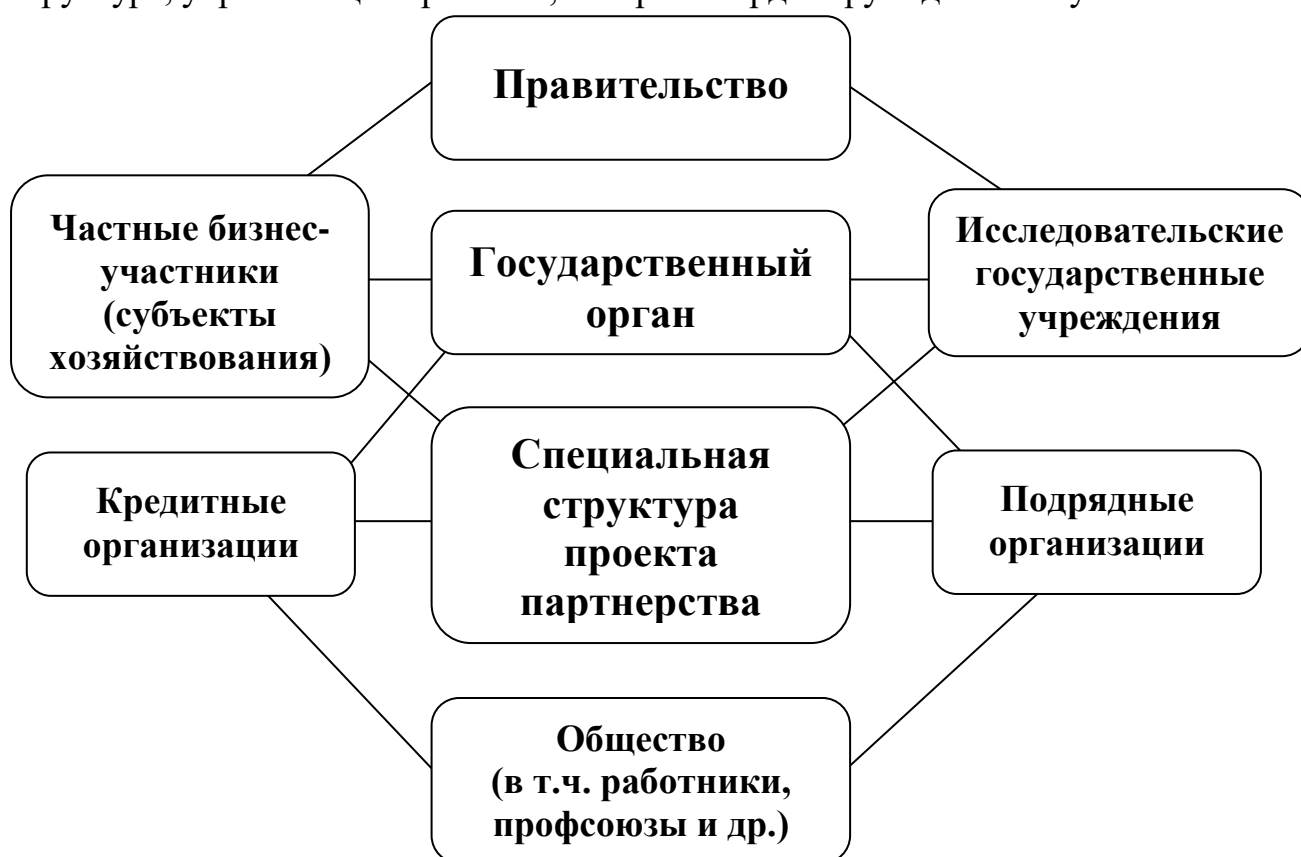 Правительство
Частные бизнес-
участники
(субъекты
хозяйствования)
Государственный
орган
Исследовательские
государственные
учреждения
Кредитные
организации
Специальная
структура
проекта
партнерства
Подрядные
организации
Общество
(в т.ч. работники,
профсоюзы и др.)